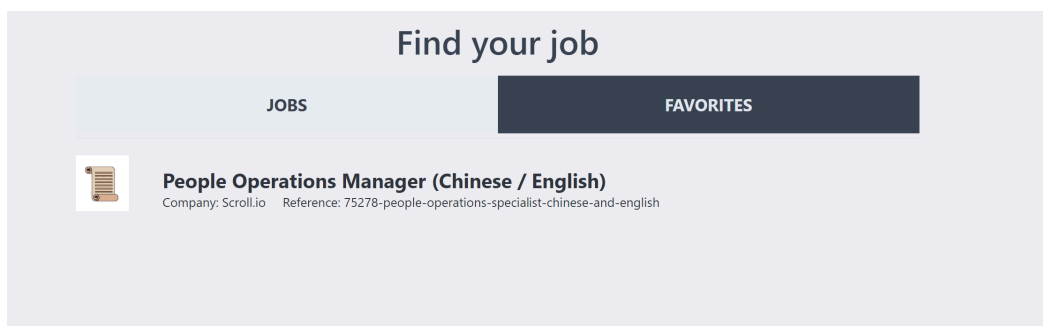 Find your job
JOBS FAVORITES
People Operations Manager (Chinese / English)
Company: Scroll.io Reference: 75278-people-operations-specialist-chinese-and-english